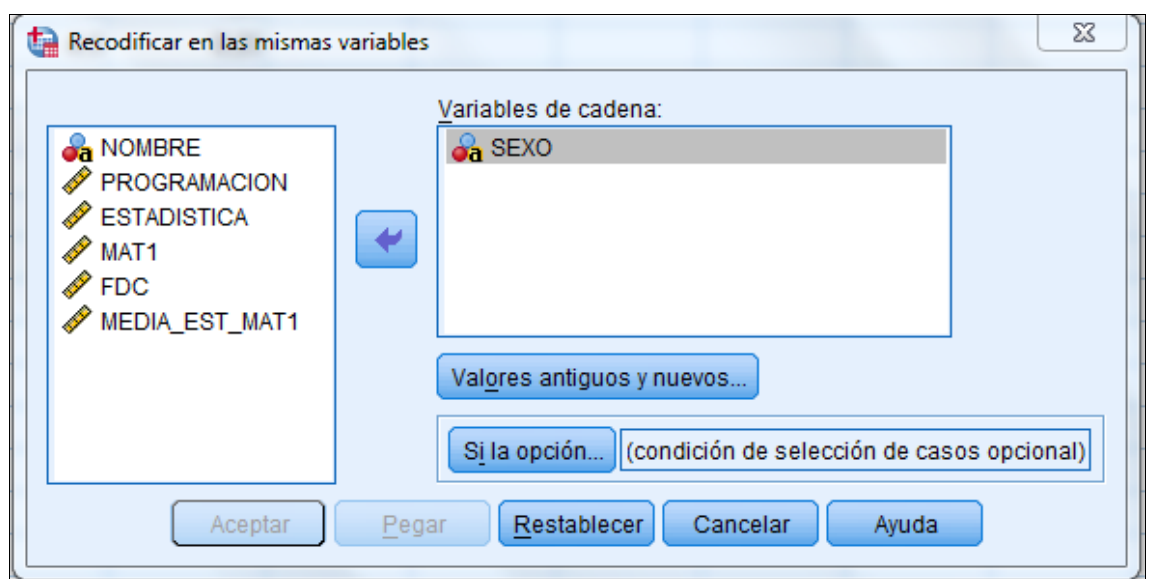 Recodificar en las mismas variables
Variables de cadena:
NOMBRE
PROGRAMACION
ESTADISTICA
MAT1
FDC
MEDIA_EST_MAT1
SEXO
Valores antiguos y nuevos...
Si la opción... (condición de selección de casos opcional)
Aceptar Pegar Restablecer Cancelar Ayuda